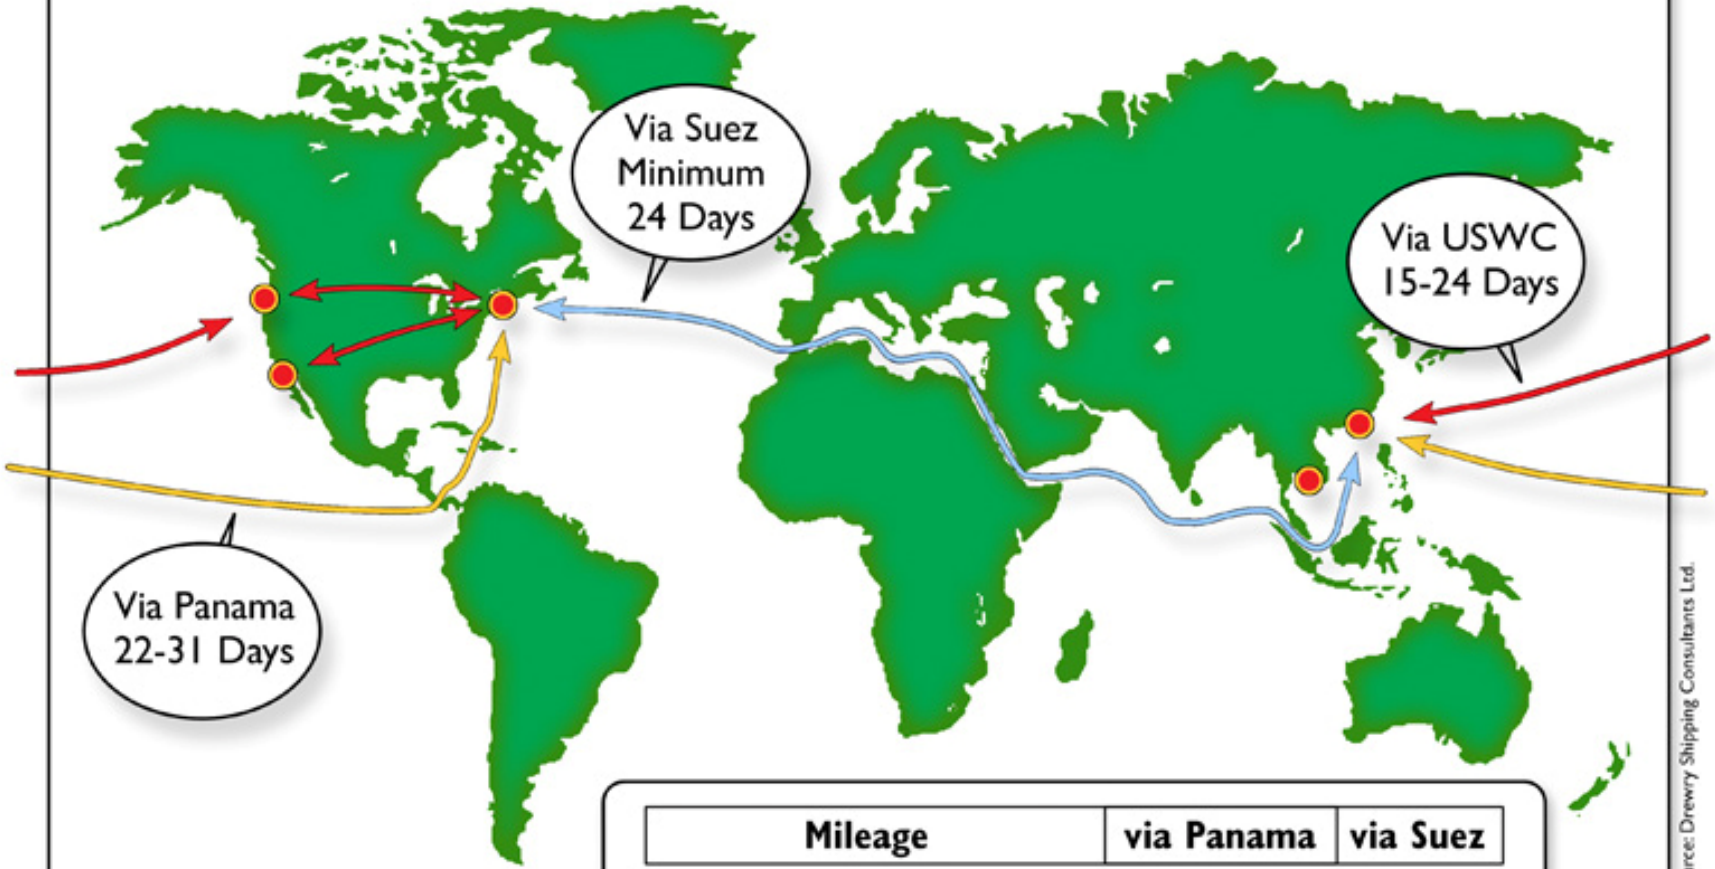 Via Suez
Minimum
24 Days
Via USWC
15-24 Days
Via Panama
22-31 Days
Mileage
via Panama
via Suez
Drewry Shipping Consultants Ltd.